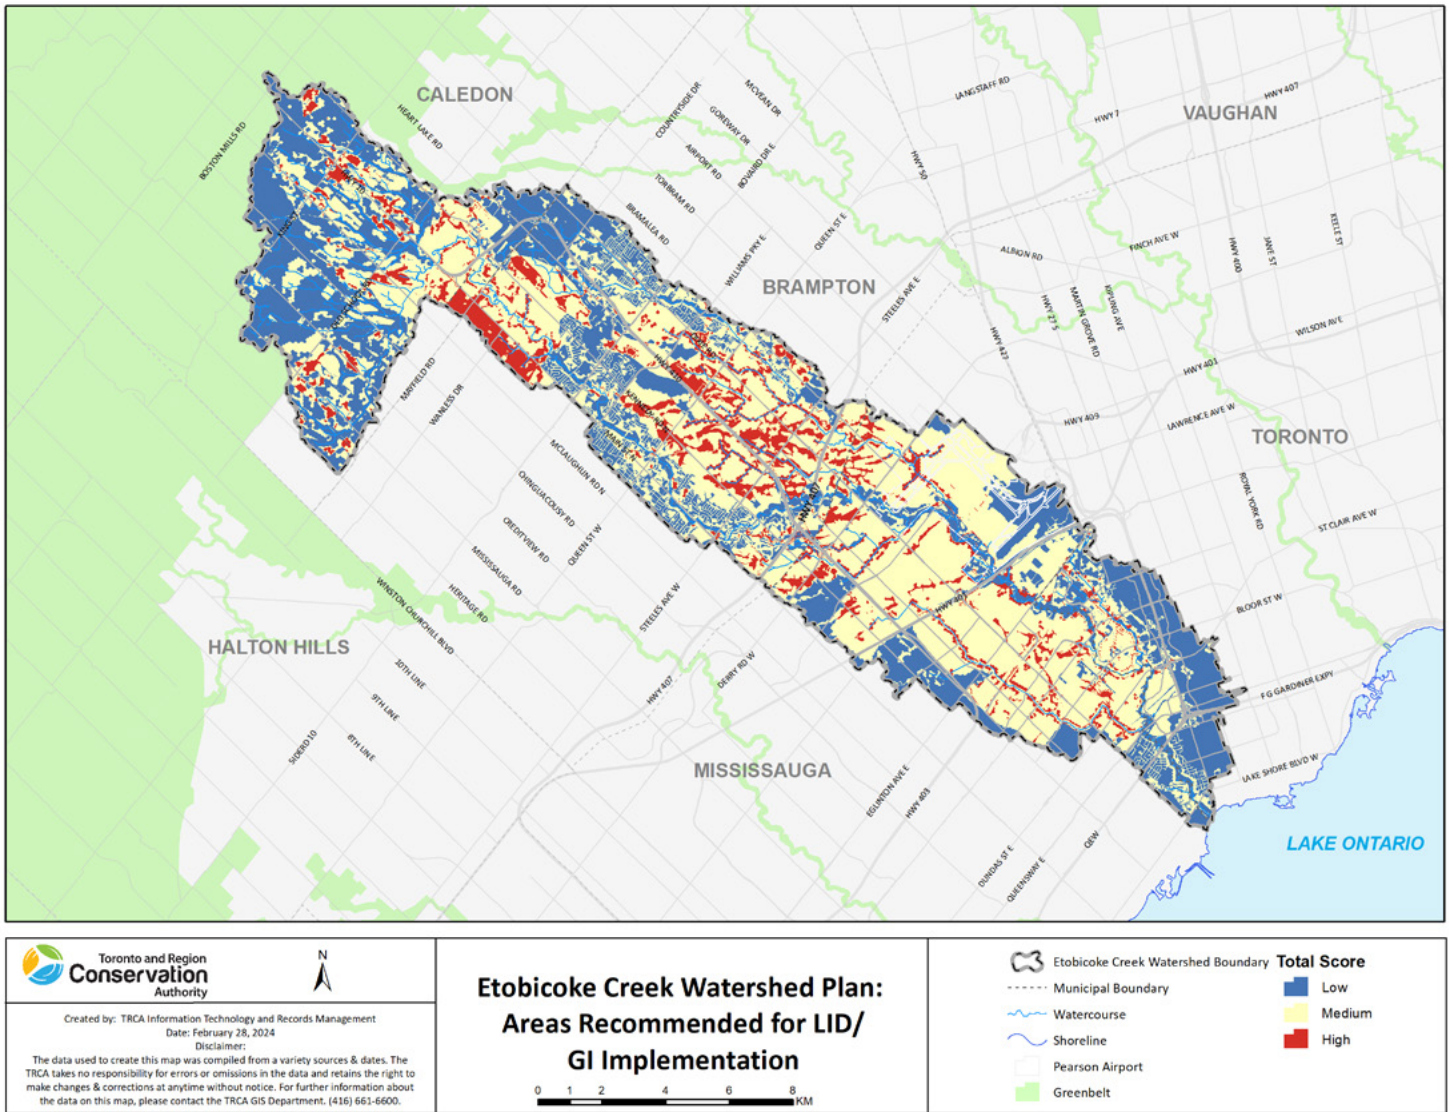 CALEDON
VAUGHAN
BRAMPTON
TORONTO
HALTON HILLS
MISSISSAUGA
LAKE ONTARIO
BOSTON MILLS RD
HEART LAKE RD
COUNTRYSIDE DR
MCVEAN DR
GOREWAY DR
AIRPORT RD
BOVAIRD DR E
TORBRAM RD
BRAMALEA RD
WILLIAMS PKY E
QUEEN ST E
STEELES AVE E
HWY 50
LANGSTAFF RD
HWY 7
HWY 407
ALBION RD
FINCH AVE W
HWY 400
JANE ST
KEELE ST
HWY 27 S
MARTIN GROVE RD
KIPLING AVE
WILSON AVE
HWY 427
HWY 401
HWY 409
LAWRENCE AVE W
ROYAL YORK RD
ST CLAIR AVE W
BLOOR ST W
F G GARDINER EXPY
LAKE SHORE BLVD W
MAYFIELD RD
WANLESS DR
KENNEDY RD
MAIN ST N
MCLAUGHLIN RD N
CHINGUACOUSY RD
CREDITVIEW RD
QUEEN ST W
MISSISSAUGA RD
HERITAGE RD
WINSTON CHURCHILL BLVD
10TH LINE
9TH LINE
8TH LINE
SIDERD 10
STEELES AVE W
HWY 407
DERRY RD W
HWY 407
HWY 401
EGLINTON AVE E
HWY 403
DUNDAS ST E
QUEENSWAY E
QEW
Toronto and Region
Conservation
Authority
N
Created by: TRCA Information Technology and Records Management
Date: February 28, 2024
Disclaimer:
The data used to create this map was compiled from a variety sources & dates. The
TRCA takes no responsibility for errors or omissions in the data and retains the right to
make changes & corrections at anytime without notice. For further information about
the data on this map, please contact the TRCA GIS Department. (416) 661-6600.
Etobicoke Creek Watershed Plan:
Areas Recommended for LID/
GI Implementation
0 1 2 4 6 8
KM
Etobicoke Creek Watershed Boundary
Municipal Boundary
Watercourse
Shoreline
Pearson Airport
Greenbelt
Total Score
Low
Medium
High